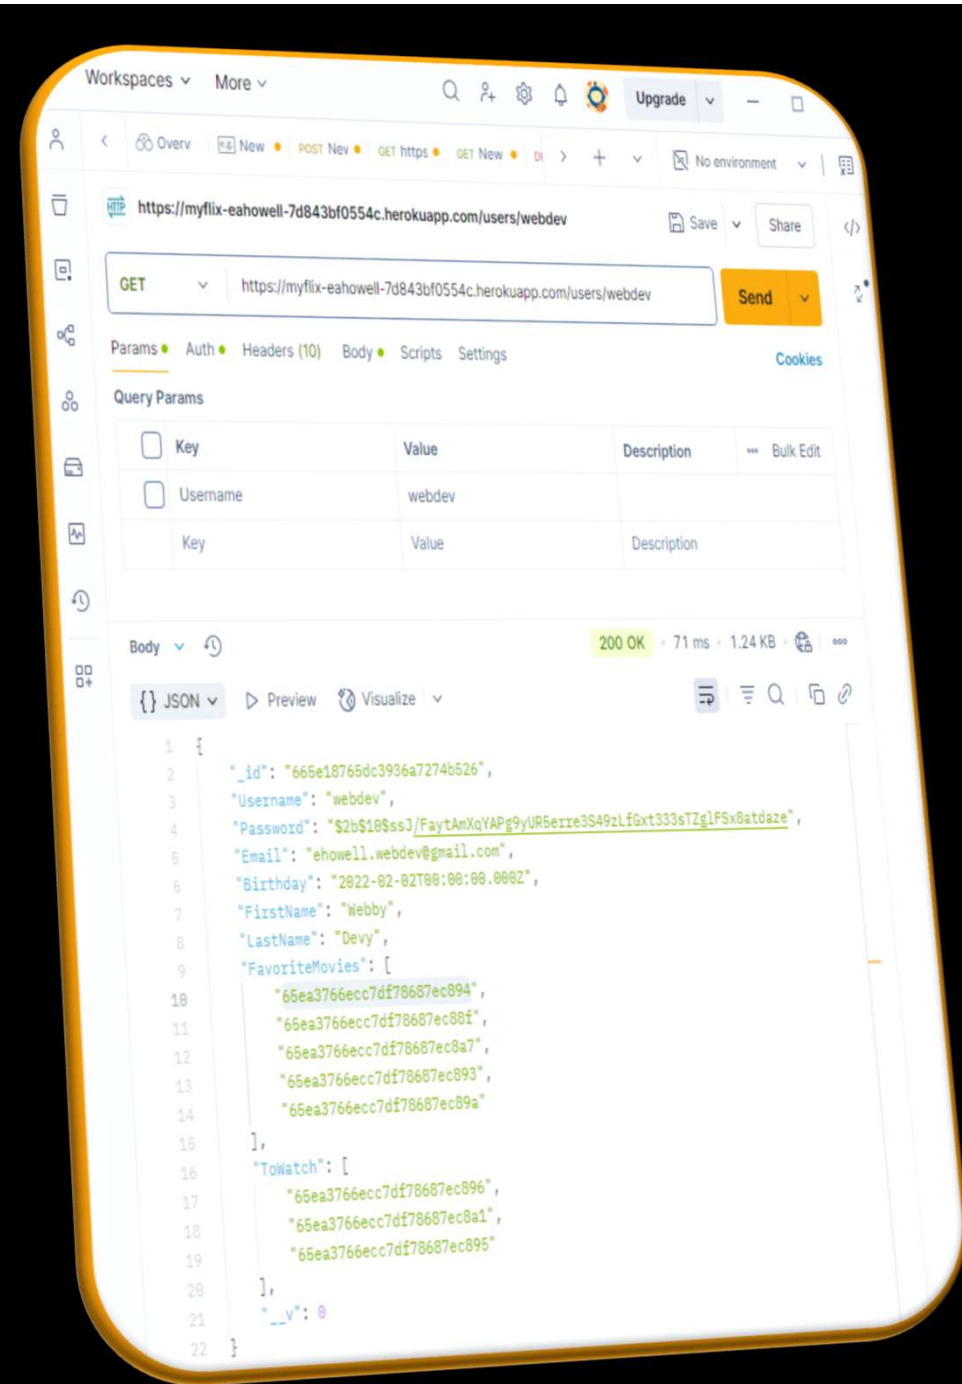 Workspaces More Upgrade
Overv New POST Nev GET https GET New No environment
HTTP https://myflix-eahowell-7d843bf0554c.herokuapp.com/users/webdev Save Share </>
GET https://myflix-eahowell-7d843bf0554c.herokuapp.com/users/webdev Send
Params Auth Headers (10) Body Scripts Settings Cookies
Query Params
Key Value Description ••• Bulk Edit
Username webdev
Key Value Description
Body 200 OK • 71 ms • 1.24 KB
{} JSON Preview Visualize
1 {
2 "_id": "665e18765dc3936a7274b526",
3 "Username": "webdev",
4 "Password": "$2b$10$ssJ/FaytAmXqYAPg9yUR5erre3S49zLfGxt333sTZglFSx8atdaze",
5 "Email": "ehowell.webdev@gmail.com",
6 "Birthday": "2022-02-02T00:00:00.000Z",
7 "FirstName": "Webby",
8 "LastName": "Devy",
9 "FavoriteMovies": [
10 "65ea3766ecc7df78687ec894",
11 "65ea3766ecc7df78687ec88f",
12 "65ea3766ecc7df78687ec8a7",
13 "65ea3766ecc7df78687ec893",
14 "65ea3766ecc7df78687ec89a"
15 ],
16 "ToWatch": [
17 "65ea3766ecc7df78687ec896",
18 "65ea3766ecc7df78687ec8a1",
19 "65ea3766ecc7df78687ec895"
20 ],
21 "__v": 0
22 }